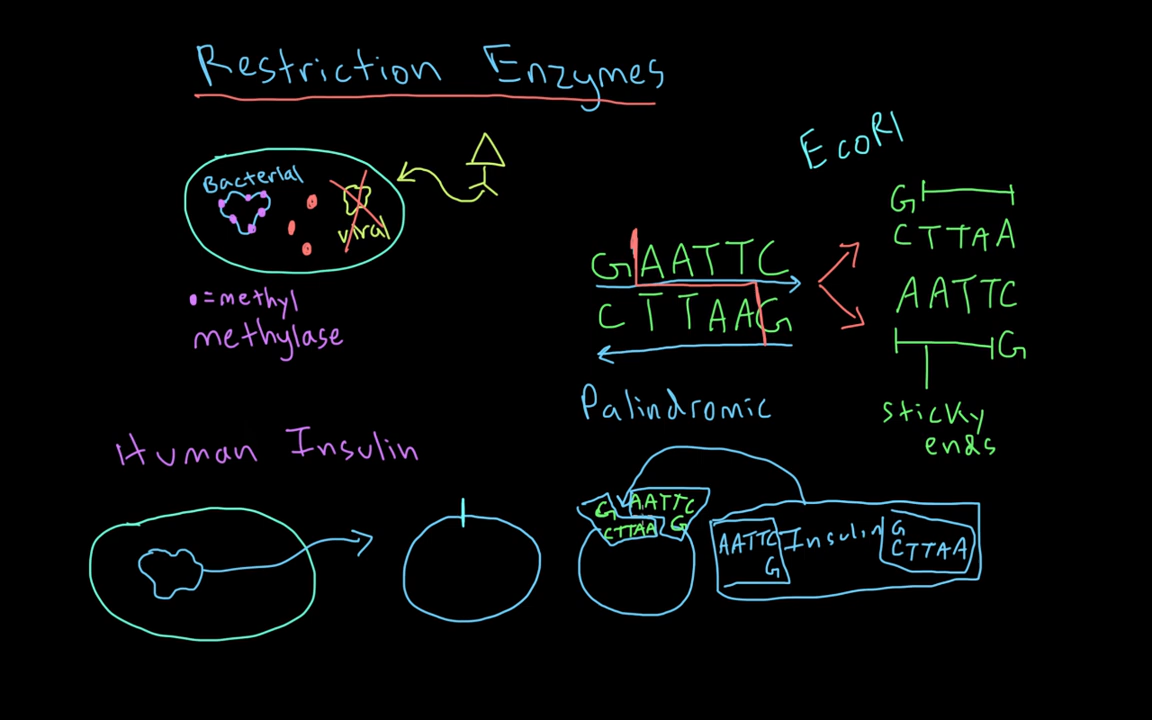 Restriction Enzymes
Bacterial
viral
= methyl
methylase
EcoRI
GAATTC
CTTAAG
Palindromic
G
CTTAA
AATTC
G
sticky
ends
Human Insulin
G AATTC
CTTAA G
AATTC
G
Insulin
G
CTTAA